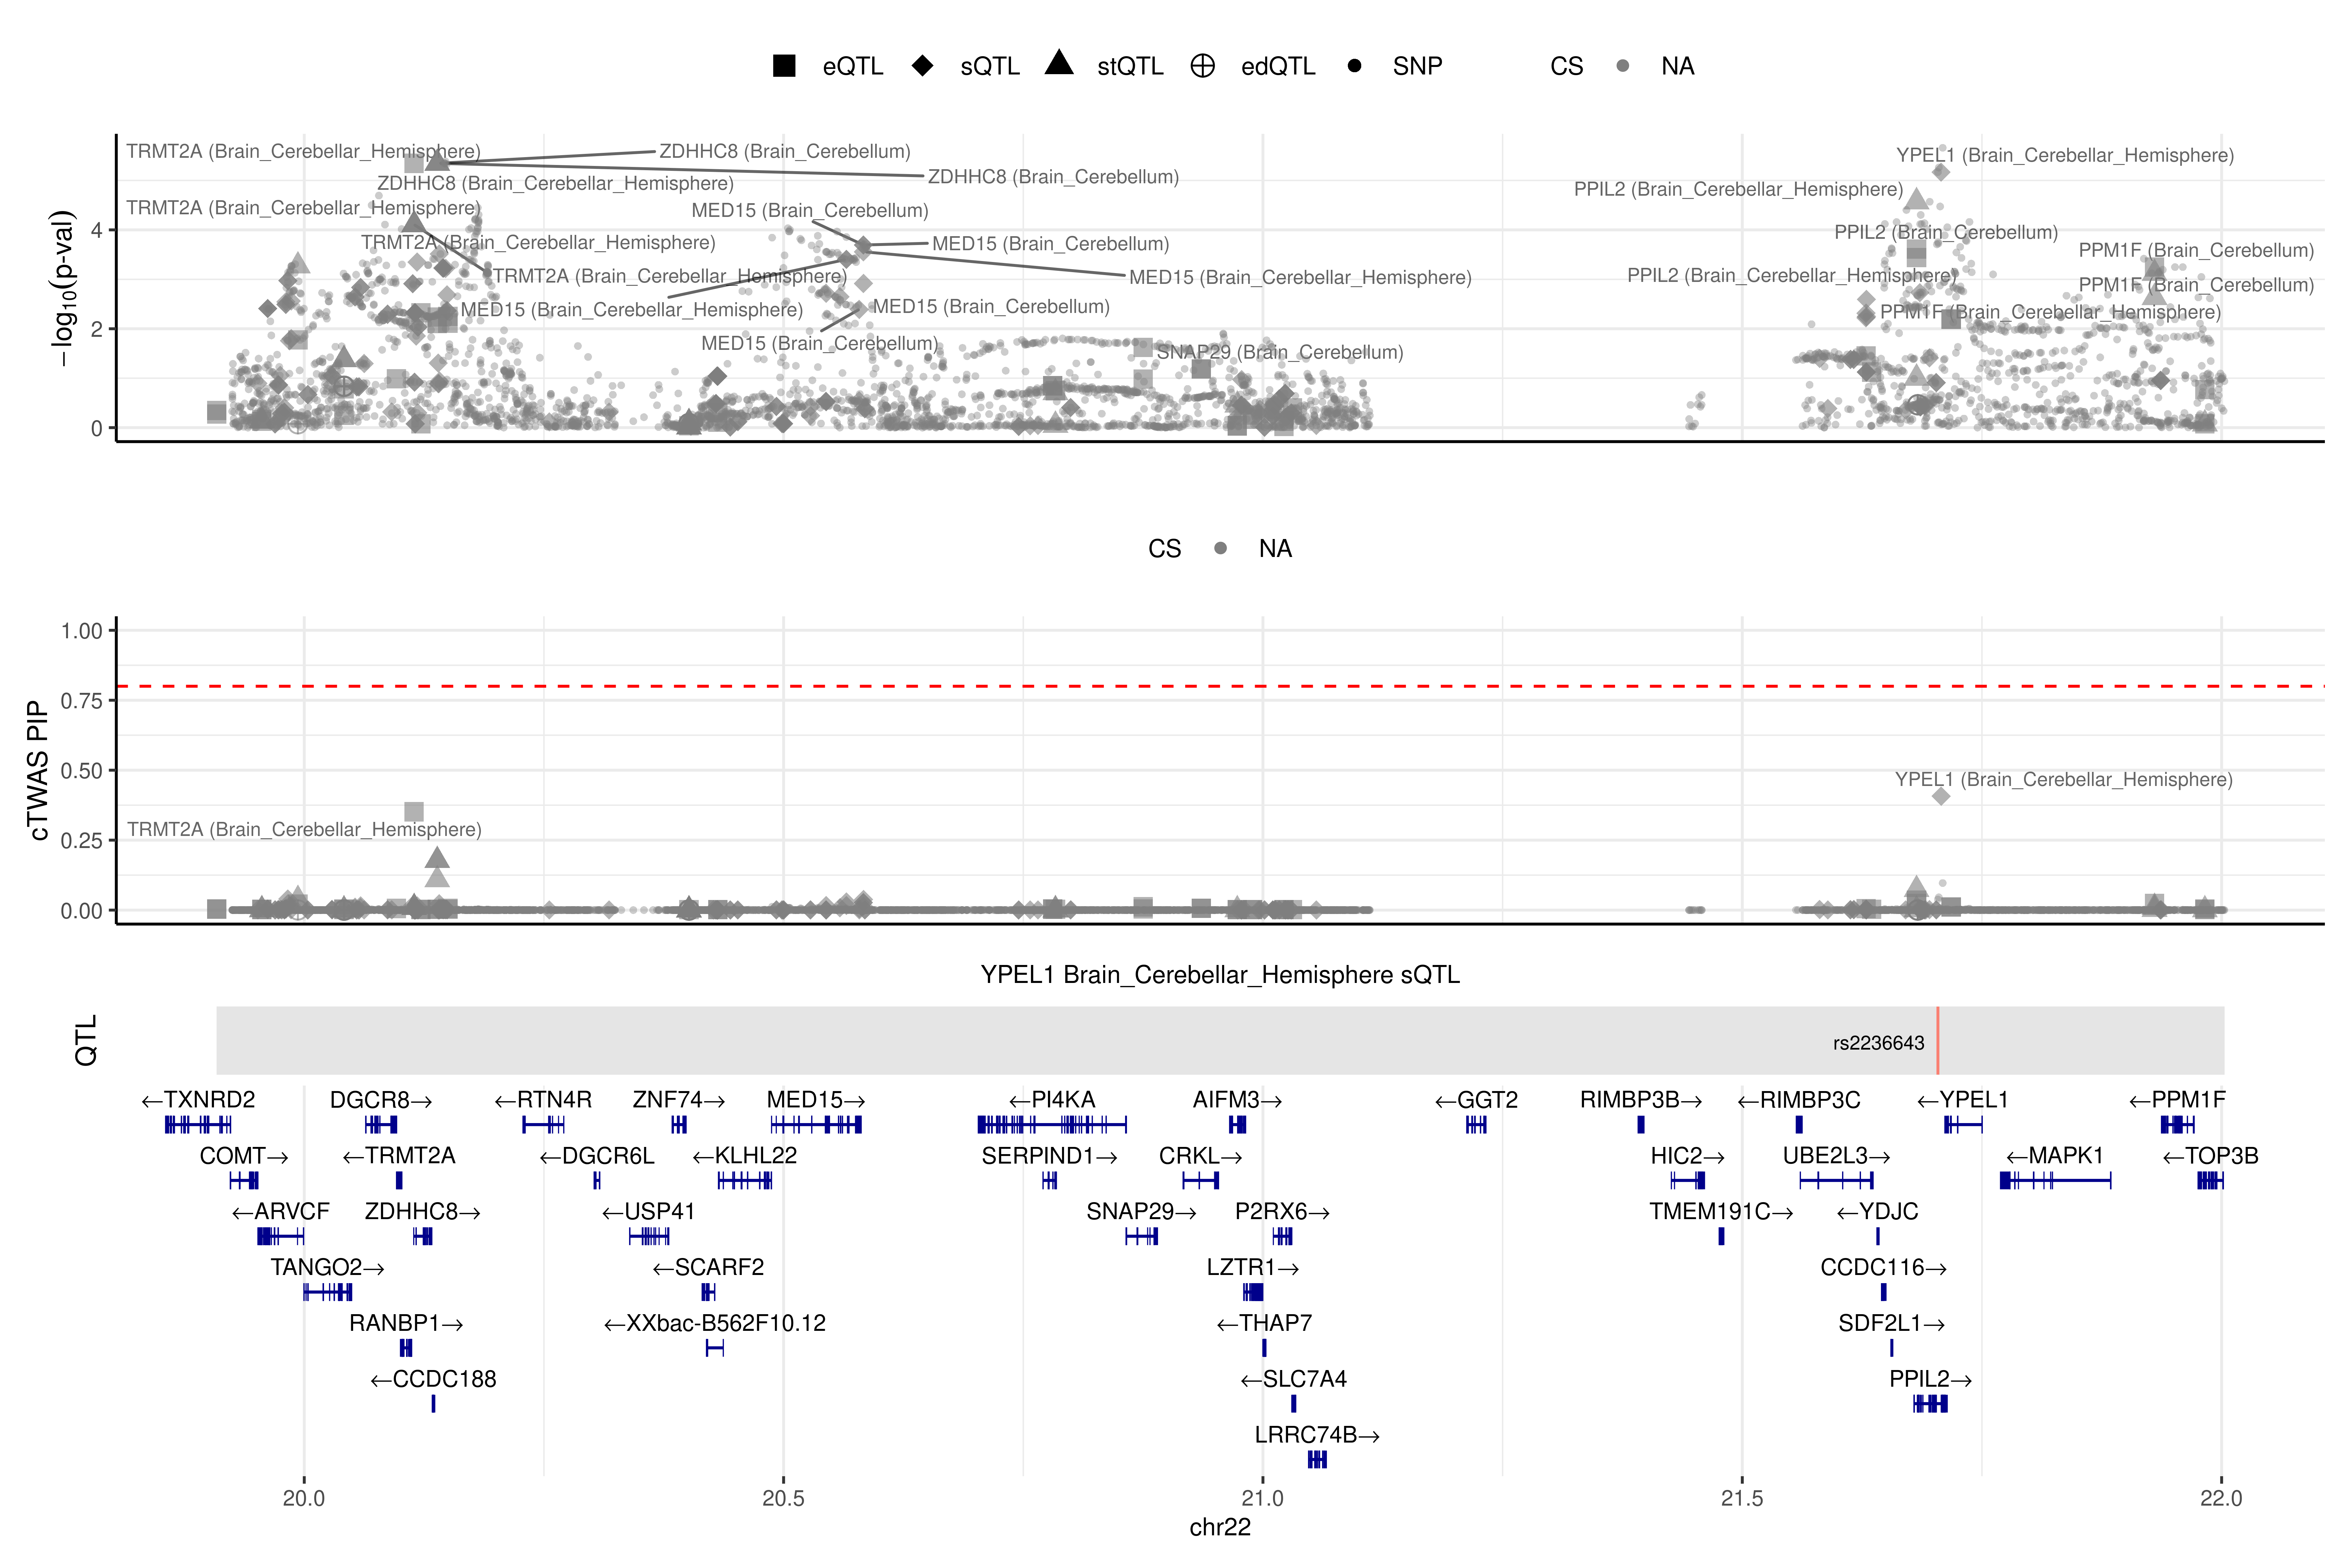 eQTL sQTL stQTL edQTL SNP CS NA
TRMT2A (Brain_Cerebellar_Hemisphere) ZDHHC8 (Brain_Cerebellum) YPEL1 (Brain_Cerebellar_Hemisphere)
ZDHHC8 (Brain_Cerebellar_Hemisphere) ZDHHC8 (Brain_Cerebellum) PPIL2 (Brain_Cerebellar_Hemisphere)
TRMT2A (Brain_Cerebellar_Hemisphere) MED15 (Brain_Cerebellum)
4 PPIL2 (Brain_Cerebellum)
TRMT2A (Brain_Cerebellar_Hemisphere) MED15 (Brain_Cerebellum) PPM1F (Brain_Cerebellum)
TRMT2A (Brain_Cerebellar_Hemisphere) MED15 (Brain_Cerebellar_Hemisphere) PPIL2 (Brain_Cerebellar_Hemisphere) PPM1F (Brain_Cerebellum)
MED15 (Brain_Cerebellar_Hemisphere) MED15 (Brain_Cerebellum) PPM1F (Brain_Cerebellar_Hemisphere)
2
MED15 (Brain_Cerebellum) SNAP29 (Brain_Cerebellum)
0
−log10(p-val)
CS NA
1.00
0.75
0.50
YPEL1 (Brain_Cerebellar_Hemisphere)
TRMT2A (Brain_Cerebellar_Hemisphere)
0.25
0.00
cTWAS PIP
YPEL1 Brain_Cerebellar_Hemisphere sQTL
QTL
rs2236643
←TXNRD2 DGCR8→ ←RTN4R ZNF74→ MED15→ ←PI4KA AIFM3→ ←GGT2 RIMBP3B→ ←RIMBP3C ←YPEL1 ←PPM1F
COMT→ ←TRMT2A ←DGCR6L ←KLHL22 SERPIND1→ CRKL→ HIC2→ UBE2L3→ ←MAPK1 ←TOP3B
←ARVCF ZDHHC8→ ←USP41 SNAP29→ P2RX6→ TMEM191C→ ←YDJC
TANGO2→ ←SCARF2 LZTR1→ CCDC116→
RANBP1→ ←XXbac-B562F10.12 ←THAP7 SDF2L1→
←CCDC188 ←SLC7A4 PPIL2→
LRRC74B→
20.0 20.5 21.0 21.5 22.0
chr22